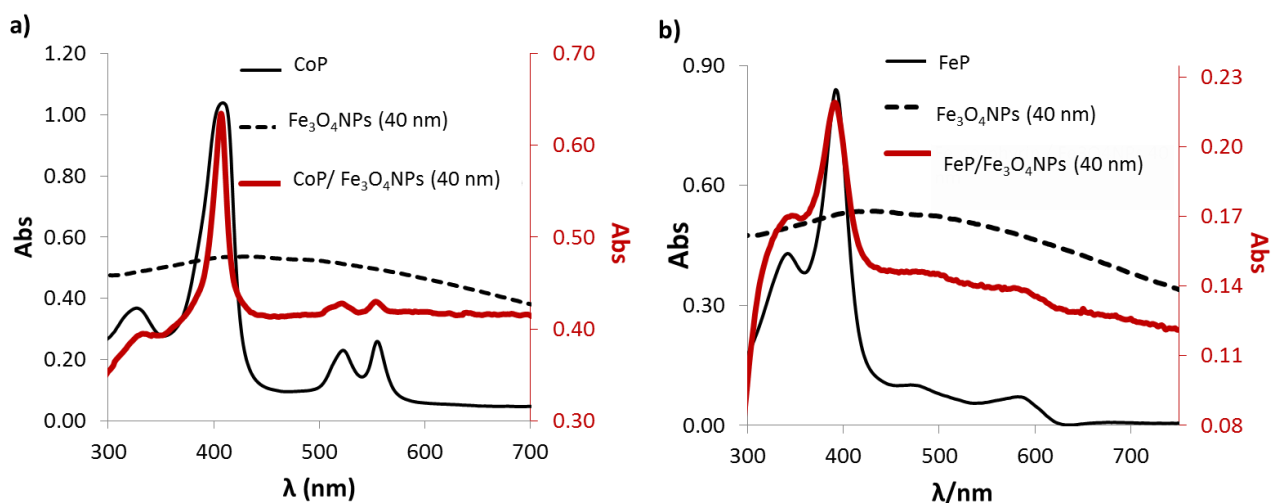 a)
1.20
1.00
0.80
0.60
0.40
0.20
0.00
Abs
300
400
500
600
700
λ (nm)
0.70
0.60
0.50
0.40
0.30
Abs
CoP
Fe₃O₄NPs (40 nm)
CoP/ Fe₃O₄NPs (40 nm)
b)
0.90
0.60
0.30
0.00
Abs
300
400
500
600
700
λ/nm
0.23
0.20
0.17
0.14
0.11
0.08
Abs
Abs
FeP
Fe₃O₄NPs (40 nm)
FeP/Fe₃O₄NPs (40 nm)